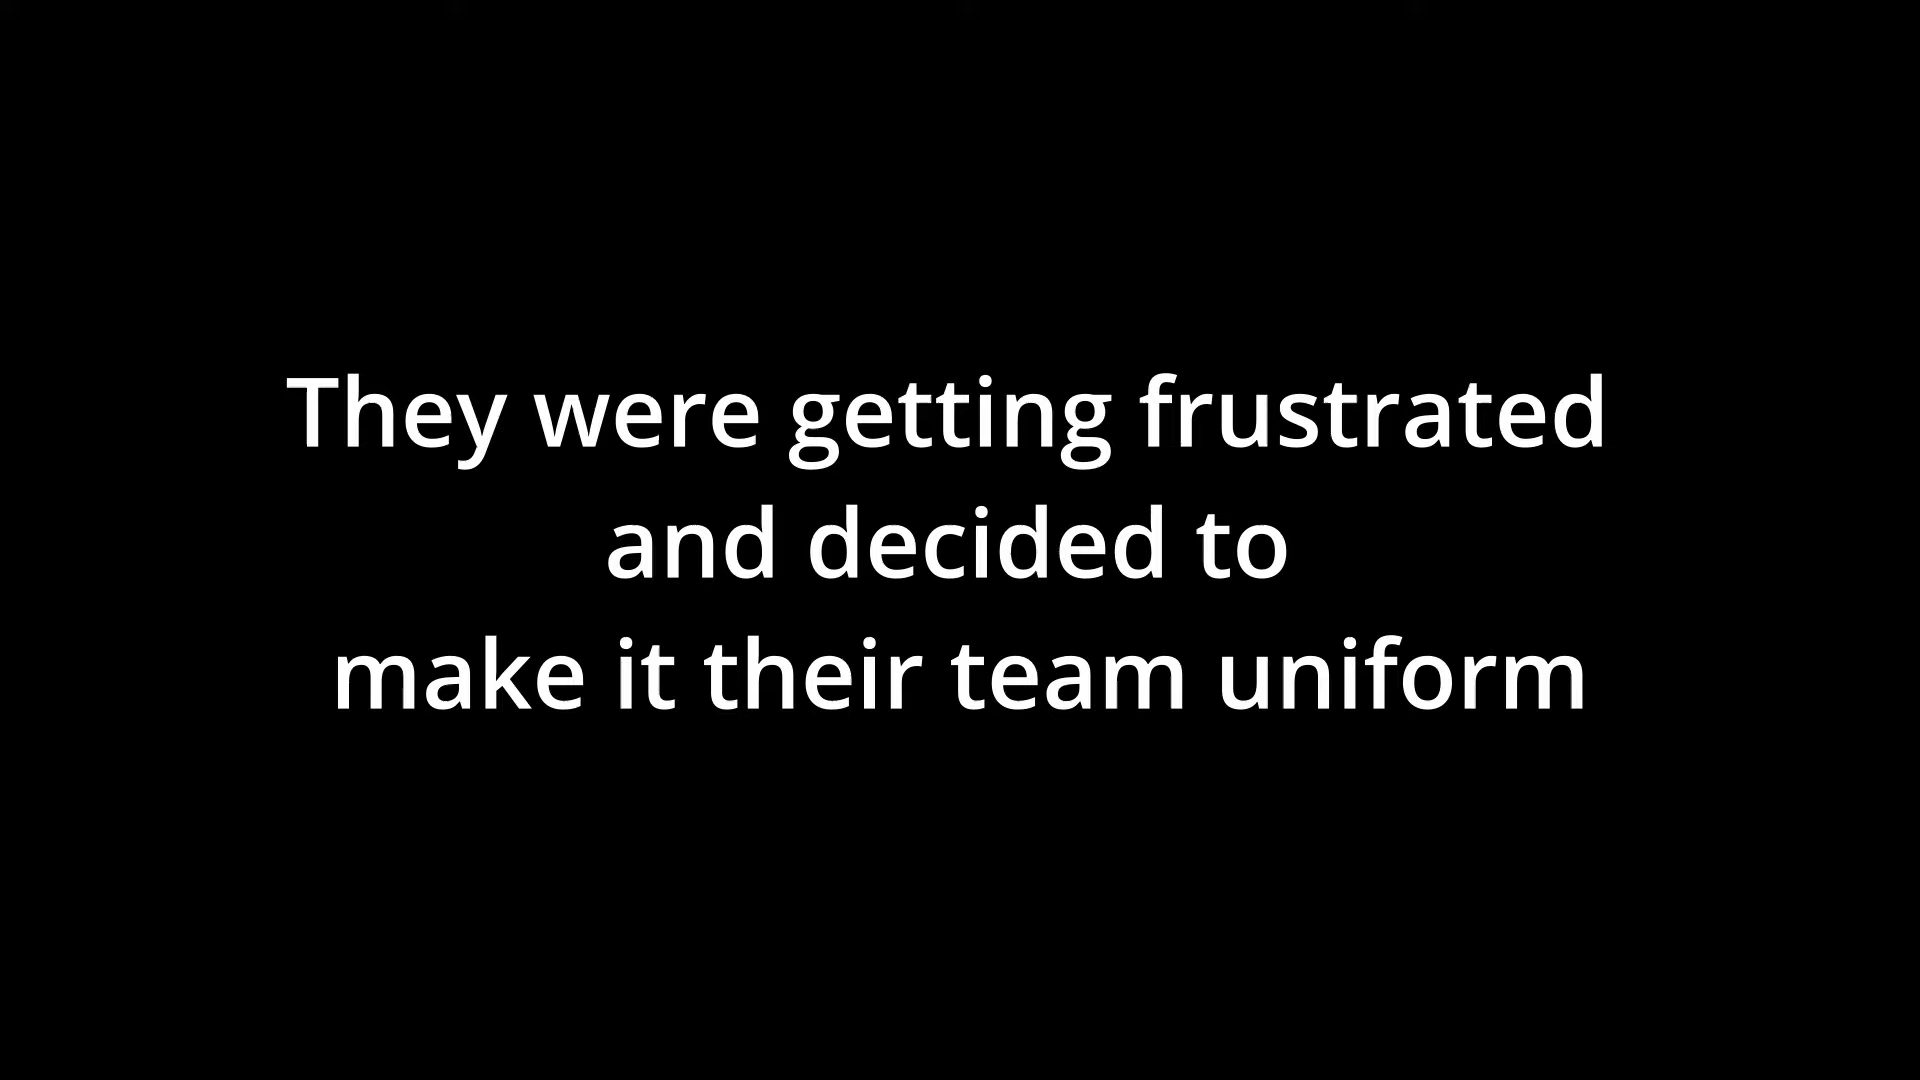 They were getting frustrated
and decided to
make it their team uniform